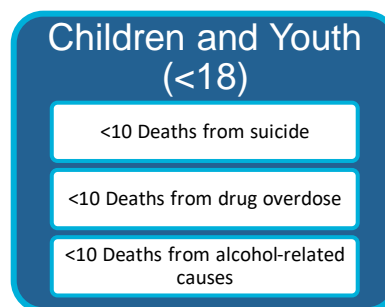 Children and Youth
(<18)
<10 Deaths from suicide
<10 Deaths from drug overdose
<10 Deaths from alcohol-related
causes